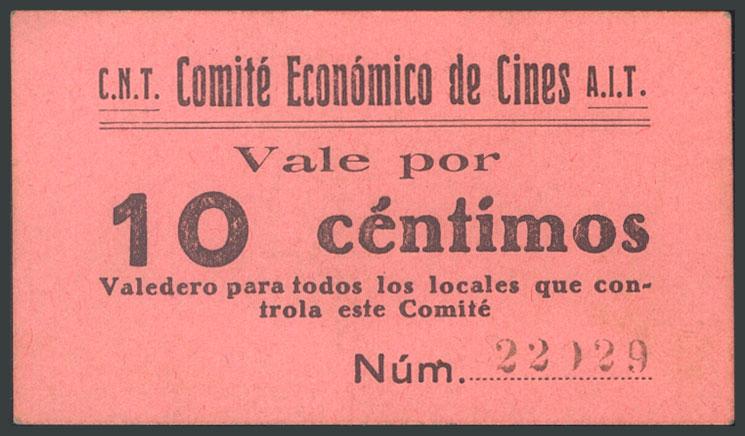 C.N.T. Comité Económico de Cines A.I.T.
Vale por
10 céntimos
Valedero para todos los locales que con-
trola este Comité
Núm.